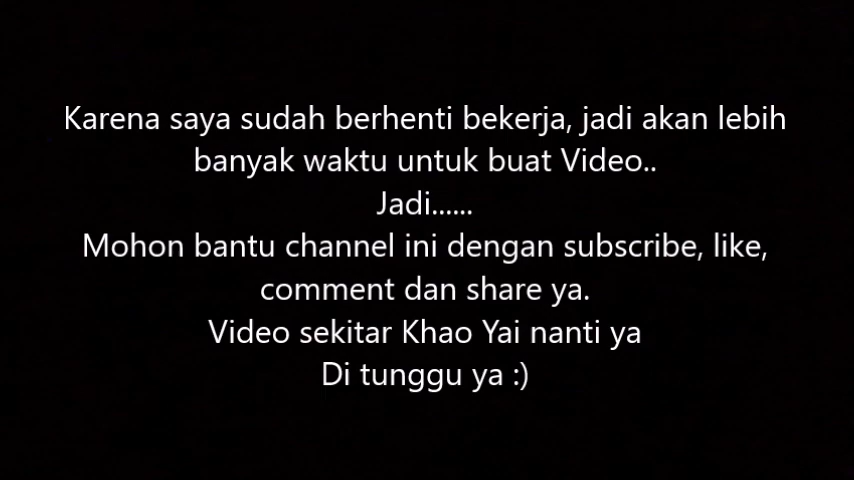 Karena saya sudah berhenti bekerja, jadi akan lebih
banyak waktu untuk buat Video..
Jadi......
Mohon bantu channel ini dengan subscribe, like,
comment dan share ya.
Video sekitar Khao Yai nanti ya
Di tunggu ya :)